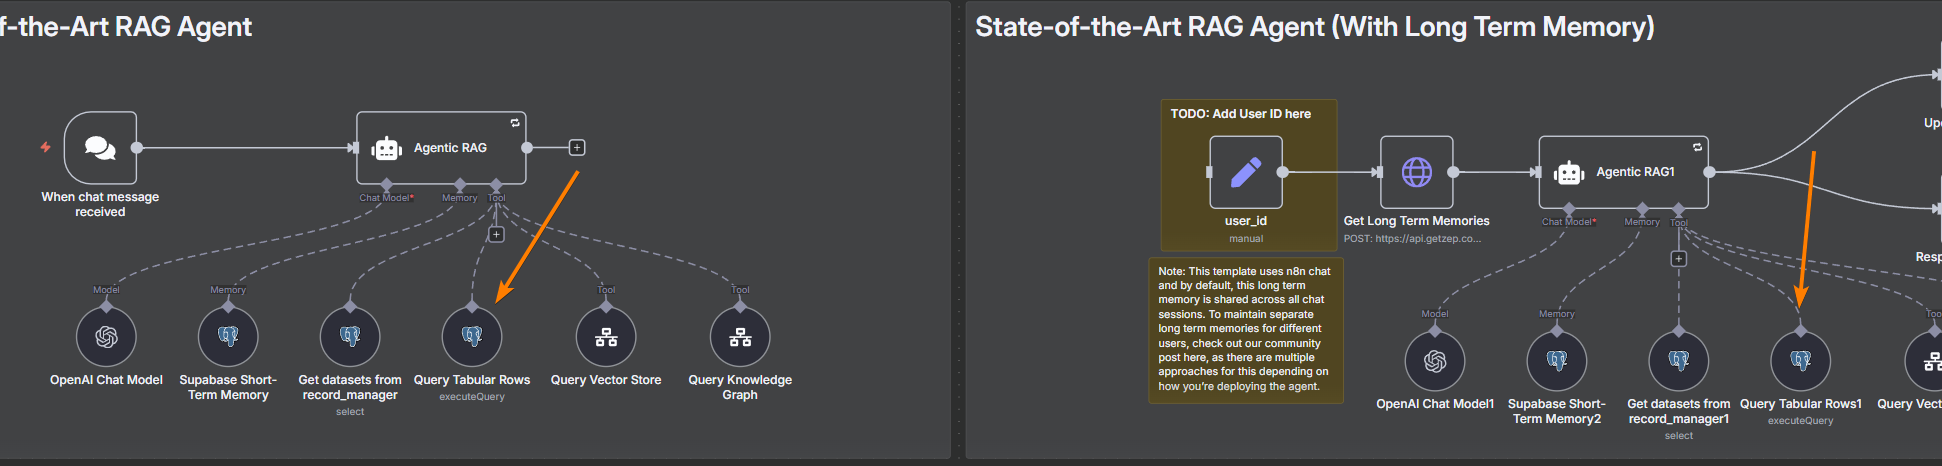 f-the-Art RAG Agent
When chat message
received
Agentic RAG
Chat Model*
Memory
Tool
Model
Memory
Tool
Tool
OpenAI Chat Model
Supabase Short-
Term Memory
Get datasets from
record_manager
select
Query Tabular Rows
executeQuery
Query Vector Store
Query Knowledge
Graph
State-of-the-Art RAG Agent (With Long Term Memory)
TODO: Add User ID here
user_id
manual
Note: This template uses n8n chat
and by default, this long term
memory is shared across all chat
sessions. To maintain separate
long term memories for different
users, check out our community
post here, as there are multiple
approaches for this depending on
how you're deploying the agent.
Get Long Term Memories
POST: https://api.getzep.co...
Agentic RAG1
Chat Model*
Memory
Tool
Upd
Resp
Model
Memory
Too
OpenAI Chat Model1
Supabase Short-
Term Memory2
Get datasets from
record_manager1
select
Query Tabular Rows1
executeQuery
Query Vect